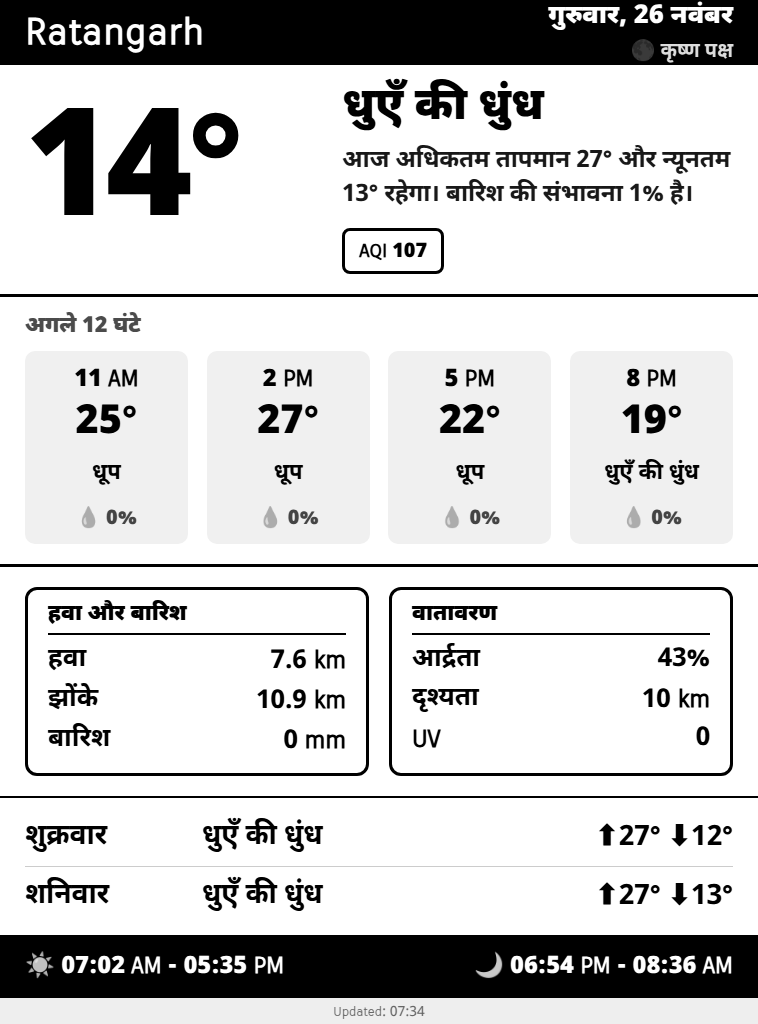 Ratangarh
गुरुवार, 26 नवंबर
कृष्ण पक्ष
14°
धुएँ की धुंध
आज अधिकतम तापमान 27° और न्यूनतम
13° रहेगा। बारिश की संभावना 1% है।
AQI 107
अगले 12 घंटे
11 AM 2 PM 5 PM 8 PM
25° 27° 22° 19°
धूप धूप धूप धुएँ की धुंध
0% 0% 0% 0%
हवा और बारिश
हवा 7.6 km
झोंके 10.9 km
बारिश 0 mm
वातावरण
आर्द्रता 43%
दृश्यता 10 km
UV 0
शुक्रवार धुएँ की धुंध ⬆27° ⬇12°
शनिवार धुएँ की धुंध ⬆27° ⬇13°
07:02 AM - 05:35 PM 06:54 PM - 08:36 AM
Updated: 07:34